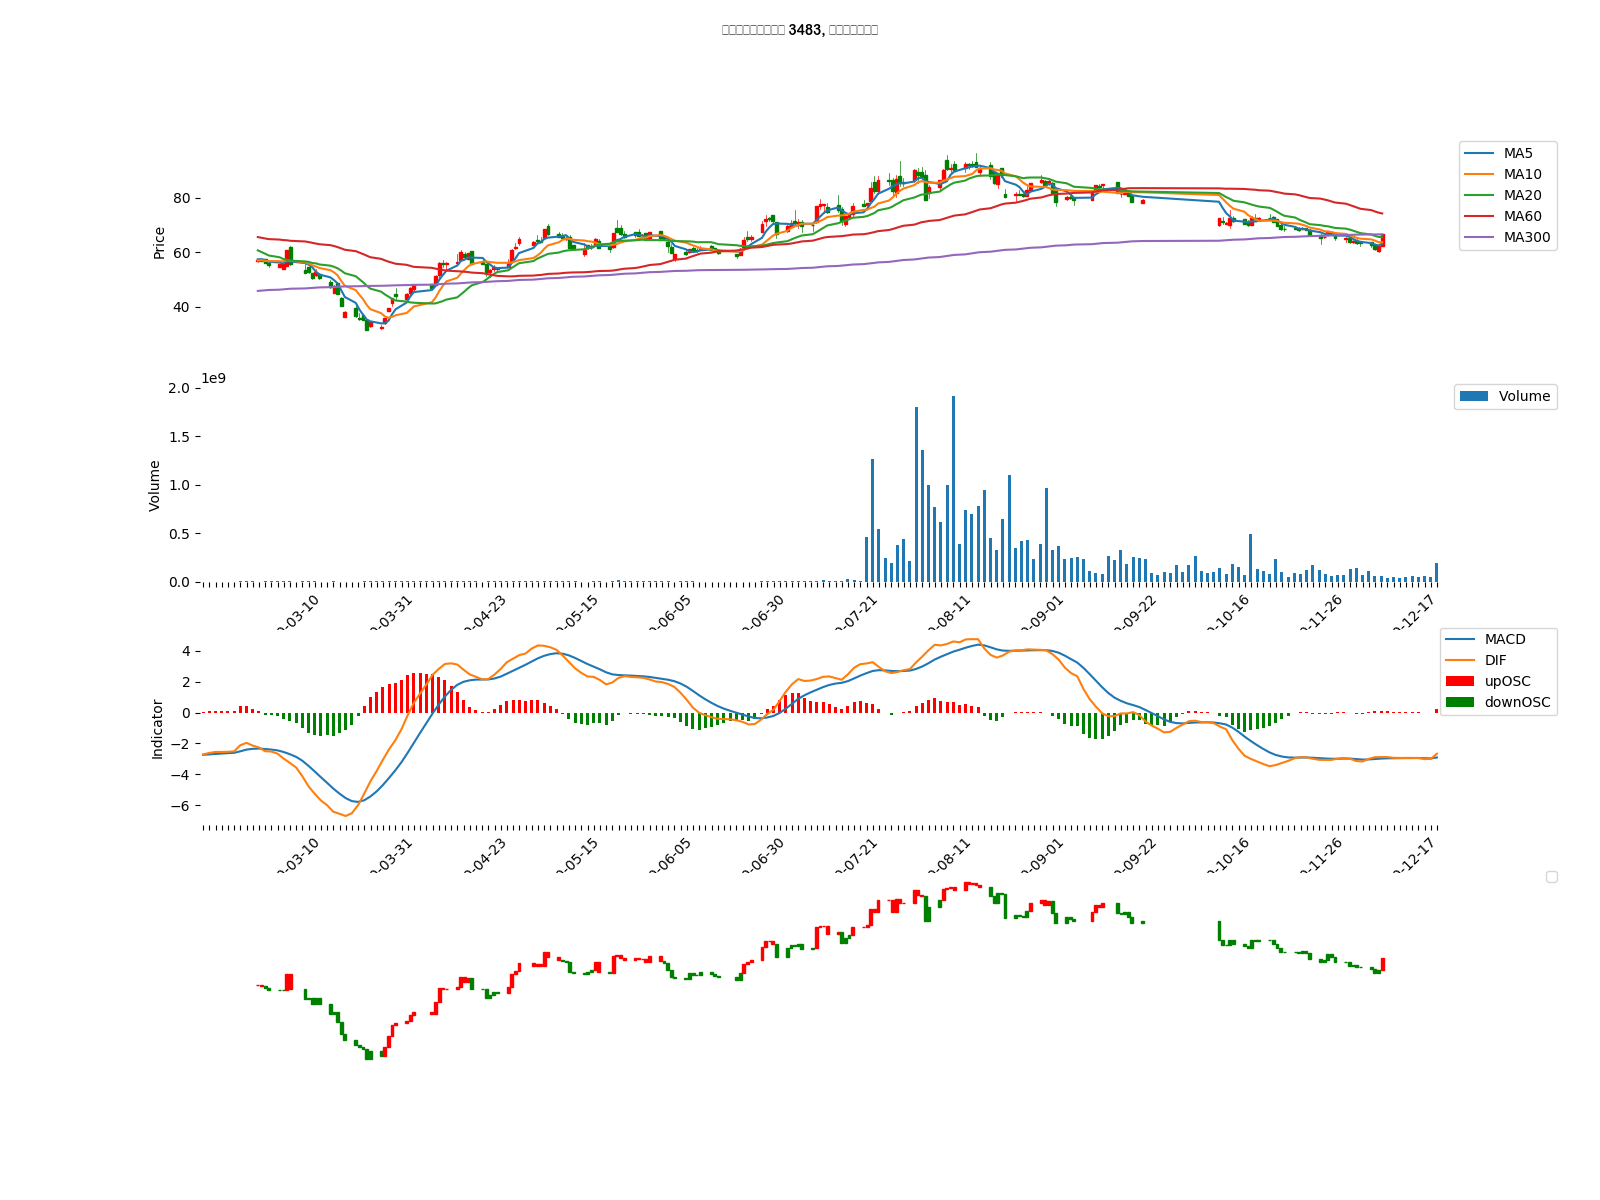 3483,
MA5
MA10
MA20
MA60
MA300
Price
80
60
40
1e9
2.0
1.5
1.0
0.5
0.0
Volume
Volume
-03-10
-03-31
-04-23
-05-15
-06-05
-06-30
-07-21
-08-11
-09-01
-09-22
-10-16
-11-26
-12-17
MACD
DIF
upOSC
downOSC
Indicator
4
2
0
−2
−4
−6
-03-10
-03-31
-04-23
-05-15
-06-05
-06-30
-07-21
-08-11
-09-01
-09-22
-10-16
-11-26
-12-17